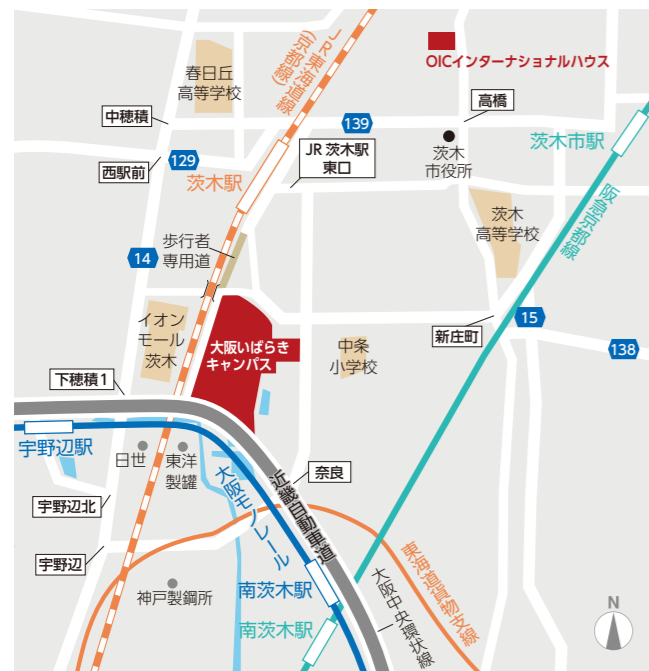 JR東海道線
(京都線)
OICインターナショナルハウス
春日丘
高等学校
中穂積
139
高橋
茨木
市役所
茨木市駅
129
西駅前
茨木駅
JR 茨木駅
東口
阪急京都線
茨木
高等学校
歩行者
専用道
14
イオン
モール
茨木
大阪いばらき
キャンパス
中条
小学校
新庄町
15
138
下穂積1
宇野辺駅
日世
東洋
製罐
大阪モノレール
近畿自動車道
奈良
宇野辺北
宇野辺
神戸製鋼所
南茨木駅
南茨木駅
大阪中央環状線
東海道貨物支線
N